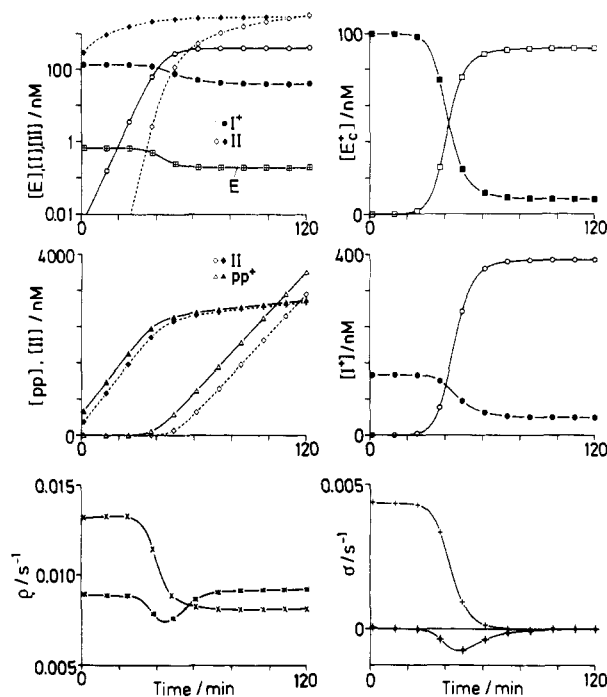 [E],[I],[II] / nM
100
1
0.01
0
120
I⁺
II
E
[E⁺c] / nM
100
0
0
120
[pp], [II] / nM
4000
0
0
120
II
pp⁺
[I⁺] / nM
400
0
0
120
ϱ / s⁻¹
0.015
0.010
0.005
0
120
Time / min
σ / s⁻¹
0.005
0
0
120
Time / min